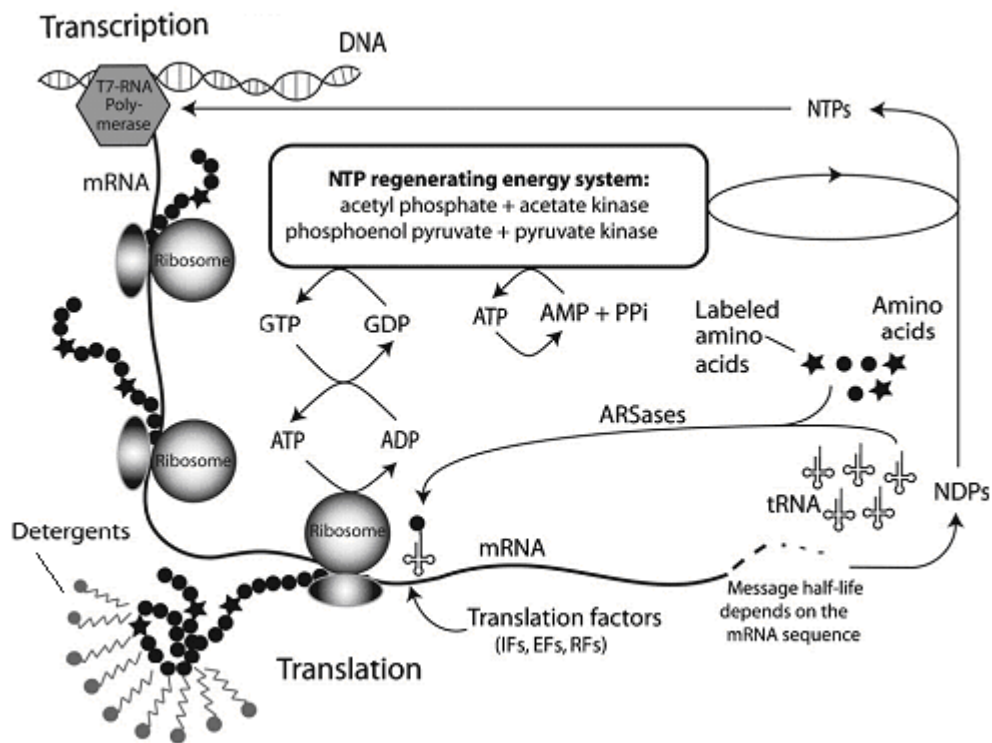 Transcription
DNA
T7-RNA
Poly-
merase
NTPs
mRNA
NTP regenerating energy system:
acetyl phosphate + acetate kinase
phosphoenol pyruvate + pyruvate kinase
Ribosome
GTP
GDP
ATP
AMP + PPi
Labeled
amino
acids
Amino
acids
ARSases
ATP
ADP
Ribosome
tRNA
NDPs
Detergents
Ribosome
mRNA
Message half-life
depends on the
mRNA sequence
Translation factors
(IFs, EFs, RFs)
Translation